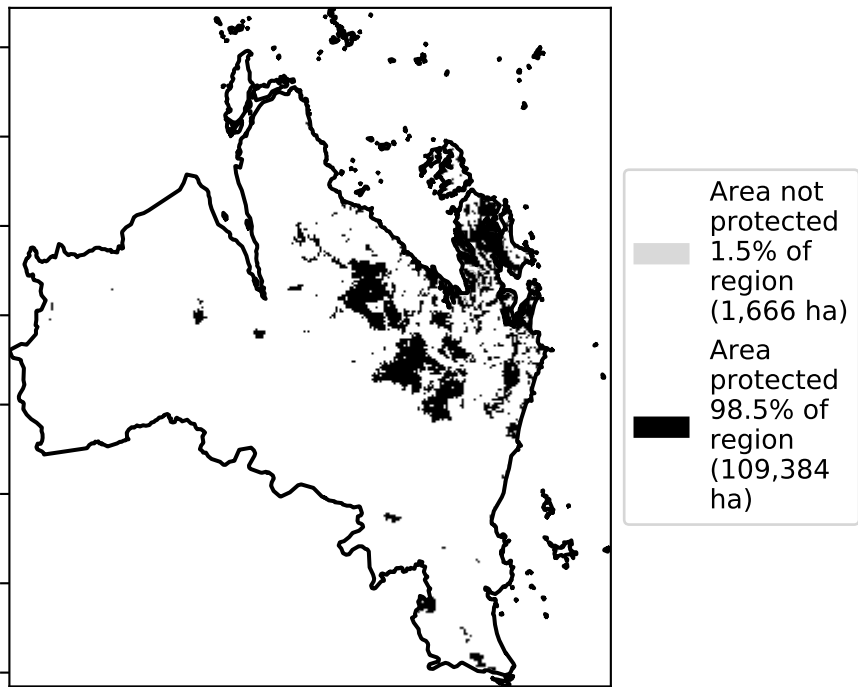 Area not
protected
1.5% of
region
(1,666 ha)
Area
protected
98.5% of
region
(109,384
ha)